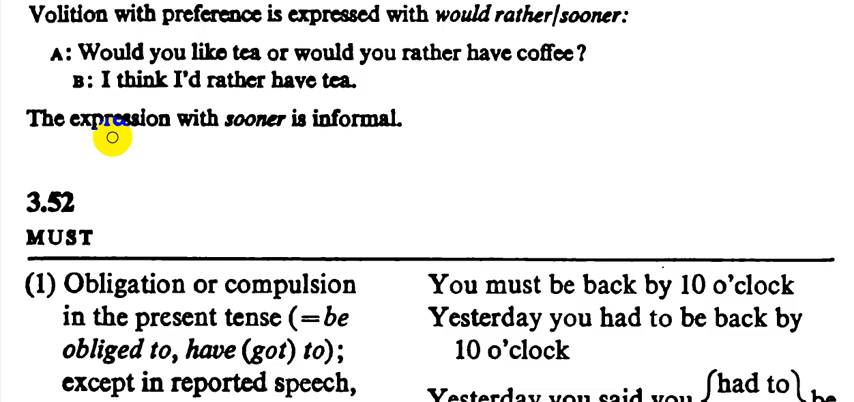 Volition with preference is expressed with would rather/sooner:
A: Would you like tea or would you rather have coffee?
B: I think I'd rather have tea.
The expression with sooner is informal.
3.52
MUST
(1) Obligation or compulsion
in the present tense (=be
obliged to, have (got) to);
except in reported speech,
You must be back by 10 o'clock
Yesterday you had to be back by
10 o'clock
Yesterday you said you {had to} be